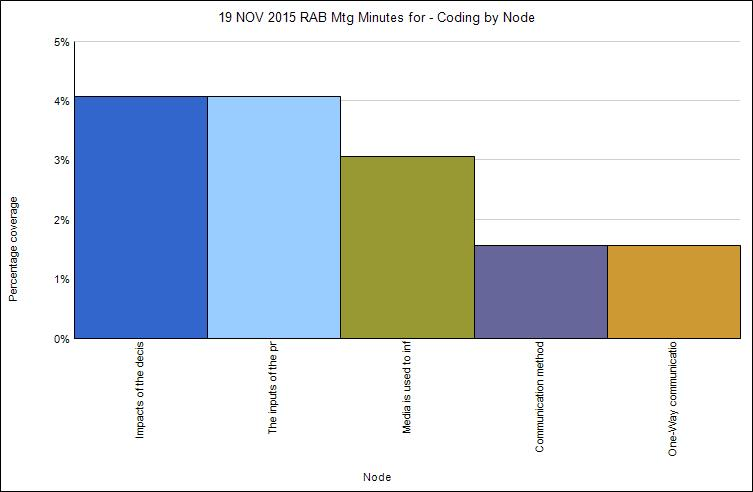 19 NOV 2015 RAB Mtg Minutes for - Coding by Node
5%
4%
3%
2%
1%
0%
Percentage coverage
Impacts of the decis
The inputs of the pr
Media is used to inf
Communication method
One-Way communicatio
Node